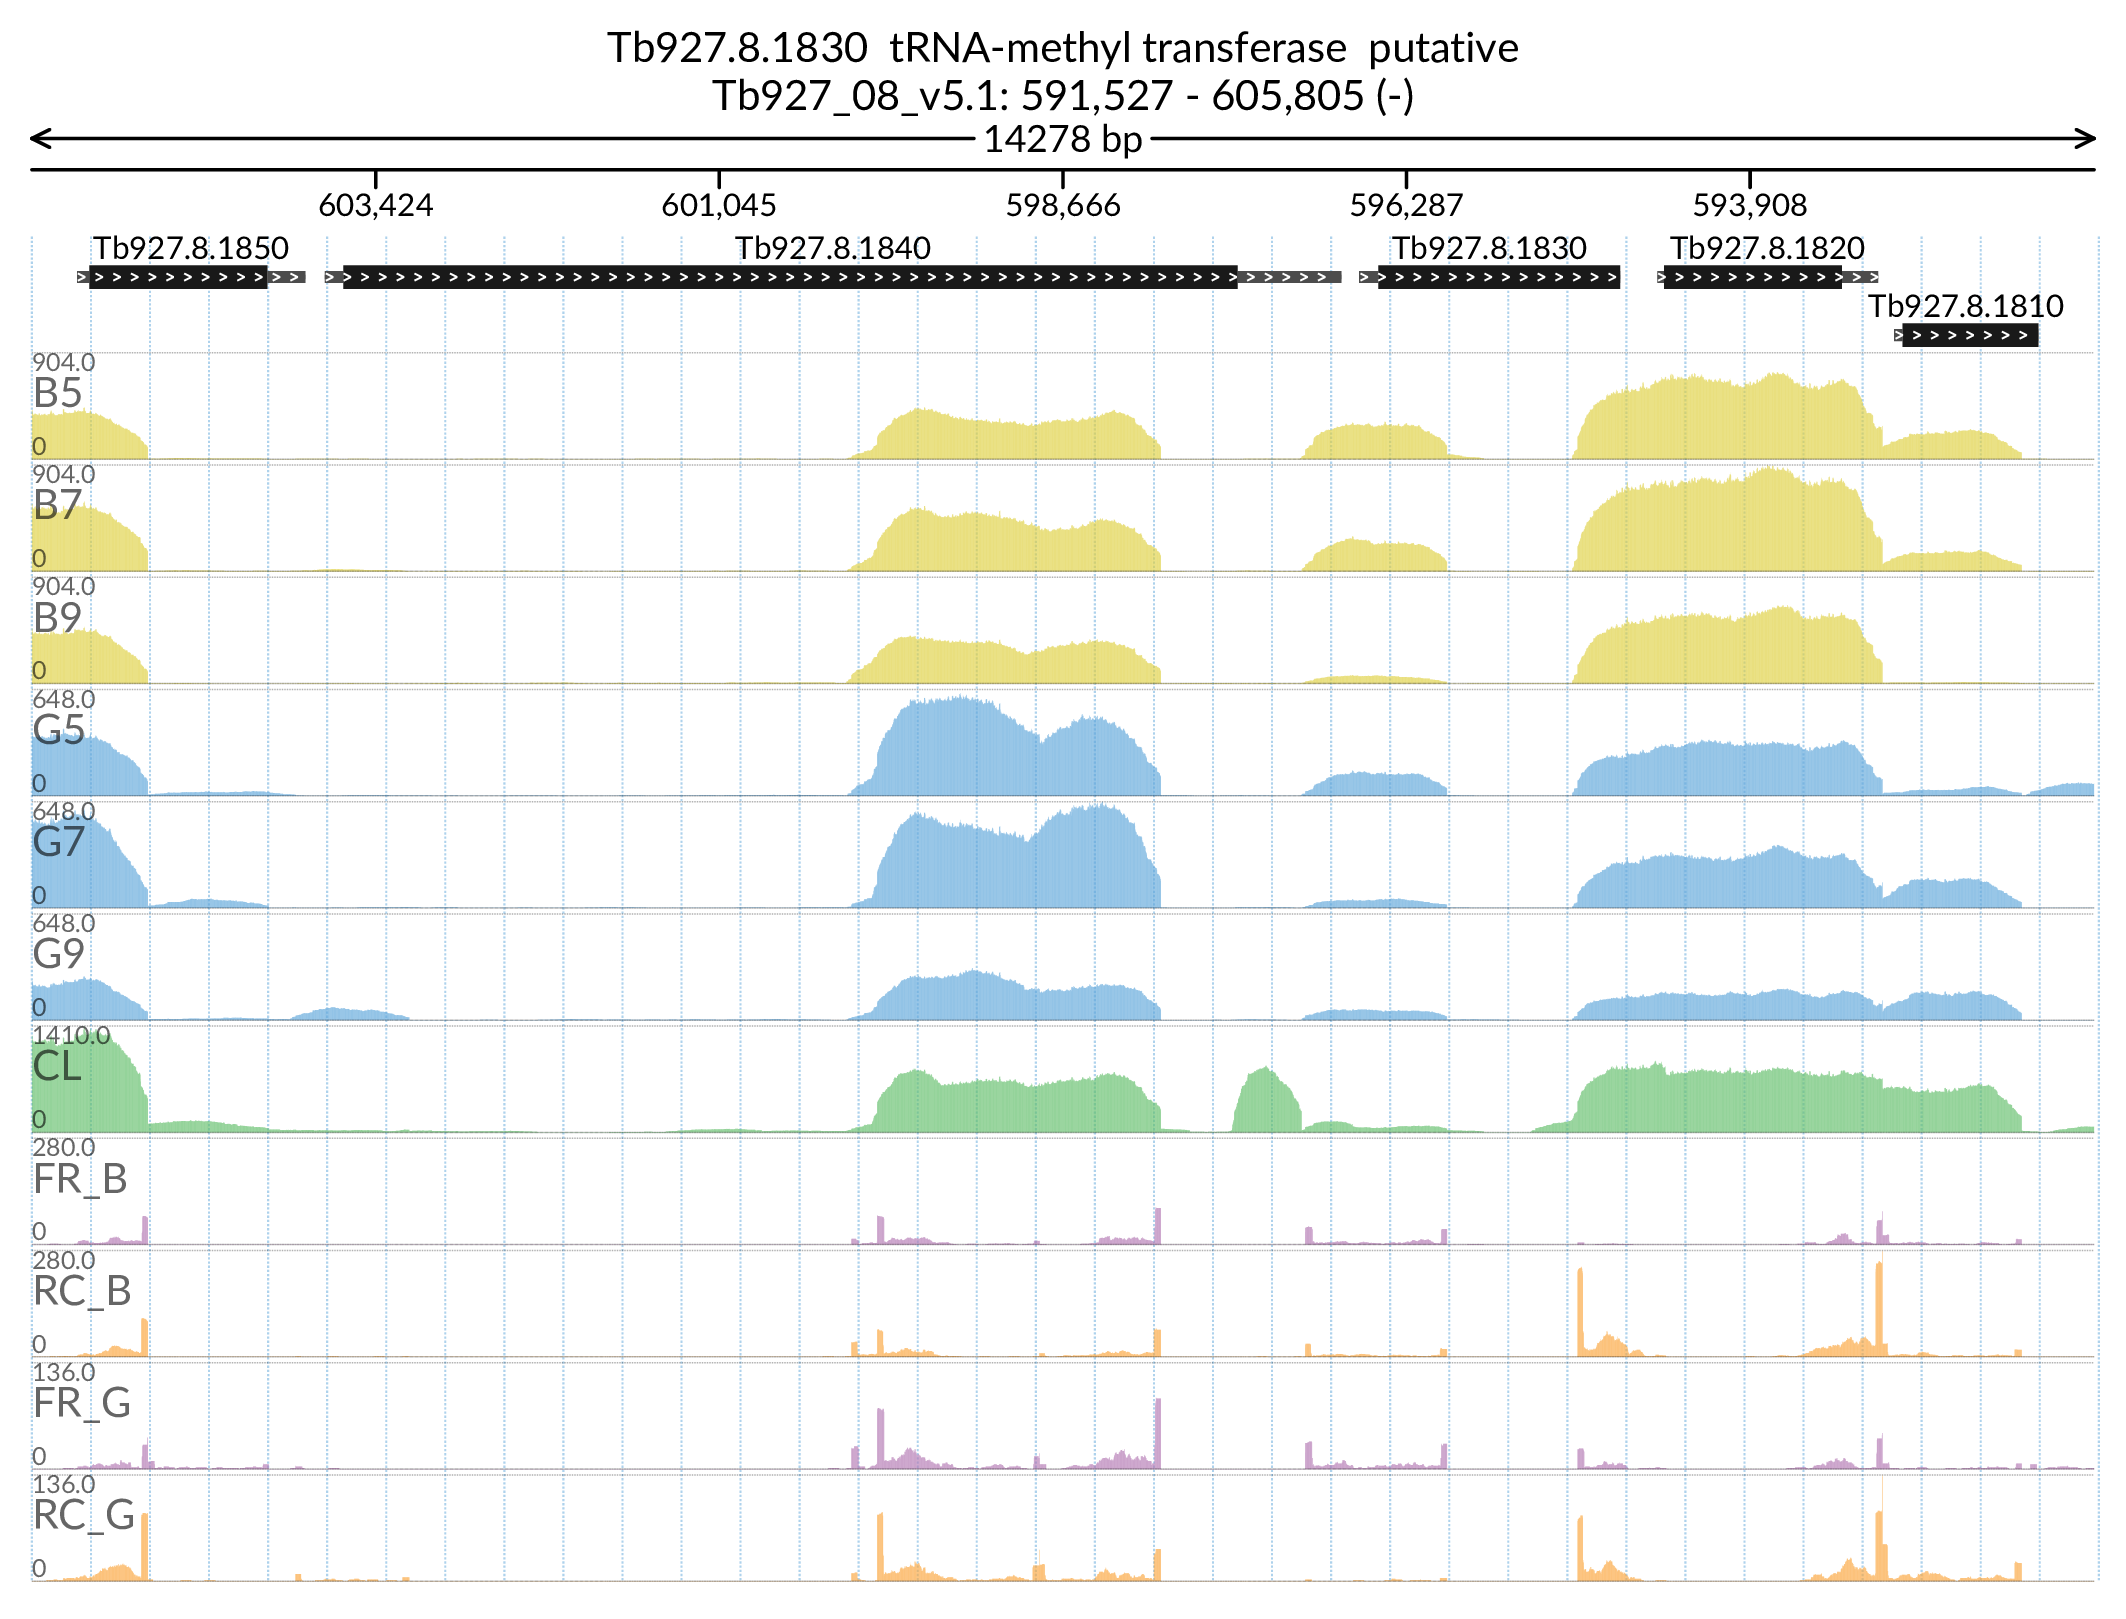 Tb927.8.1830 tRNA-methyl transferase putative
Tb927_08_v5.1: 591,527 - 605,805 (-)
14278 bp
603,424 601,045 598,666 596,287 593,908
Tb927.8.1850 Tb927.8.1840 Tb927.8.1830 Tb927.8.1820
Tb927.8.1810
904.0
B5
0
904.0
B7
0
904.0
B9
0
648.0
G5
0
648.0
G7
0
648.0
G9
0
1410.0
CL
0
280.0
FR_B
0
280.0
RC_B
0
136.0
FR_G
0
136.0
RC_G
0